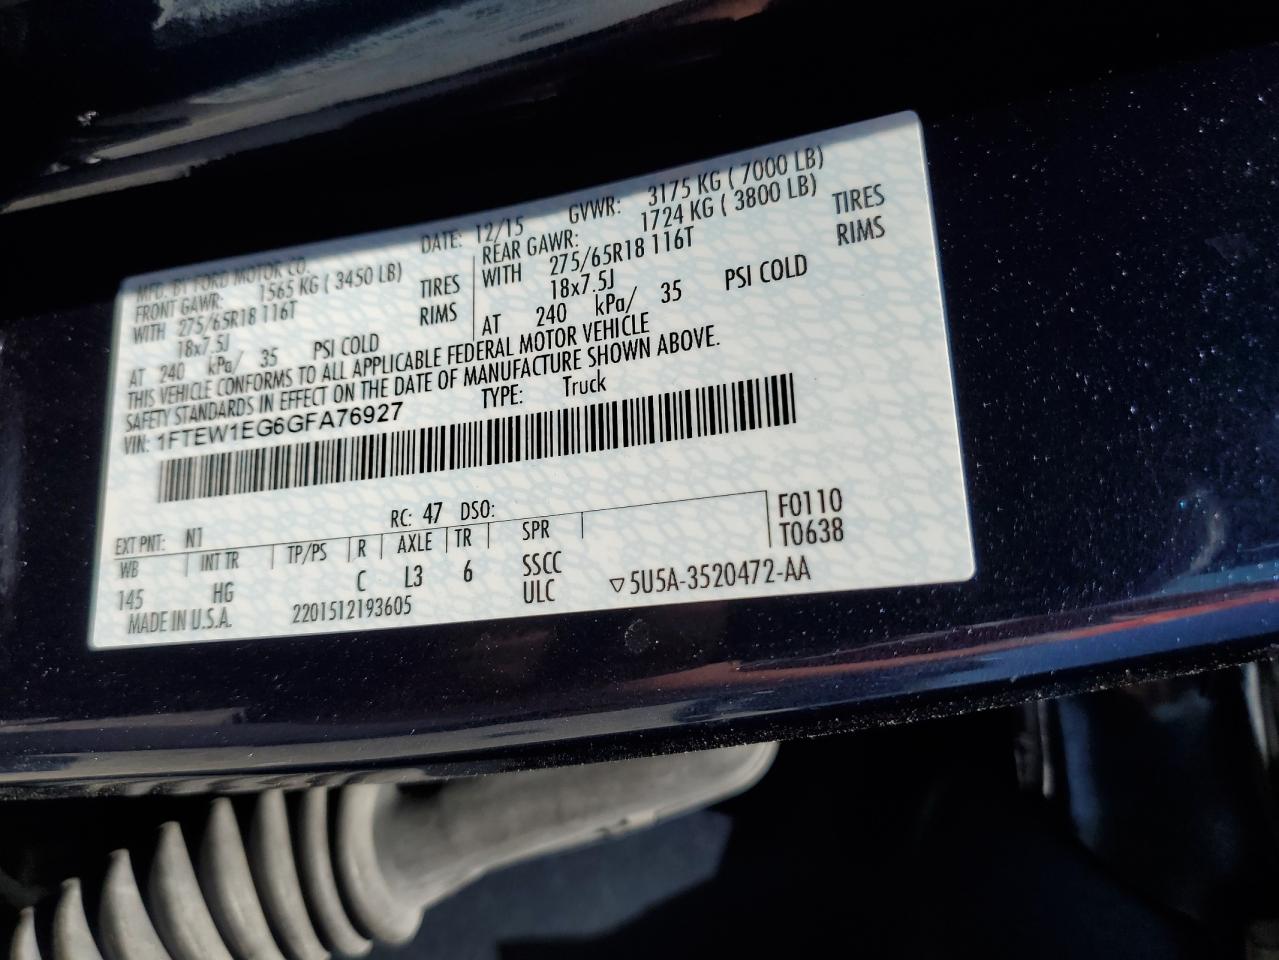 MFG. BY FORD MOTOR CO. DATE: 12/15 GVWR: 3175 KG ( 7000 LB)
FRONT GAWR: 1565 KG ( 3450 LB) REAR GAWR: 1724 KG ( 3800 LB)
WITH 275/65R18 116T TIRES WITH 275/65R18 116T TIRES
18x7.5J RIMS 18x7.5J RIMS
AT 240 kPa/ 35 PSI COLD AT 240 kPa/ 35 PSI COLD
THIS VEHICLE CONFORMS TO ALL APPLICABLE FEDERAL MOTOR VEHICLE
SAFETY STANDARDS IN EFFECT ON THE DATE OF MANUFACTURE SHOWN ABOVE.
VIN: 1FTEW1EG6GFA76927 TYPE: Truck
EXT PNT: N1 RC: 47 DSO: F0110
WB INT TR TP/PS R AXLE TR SPR T0638
145 HG C L3 6 SSCC
ULC
MADE IN U.S.A. 2201512193605 ▽5U5A-3520472-AA